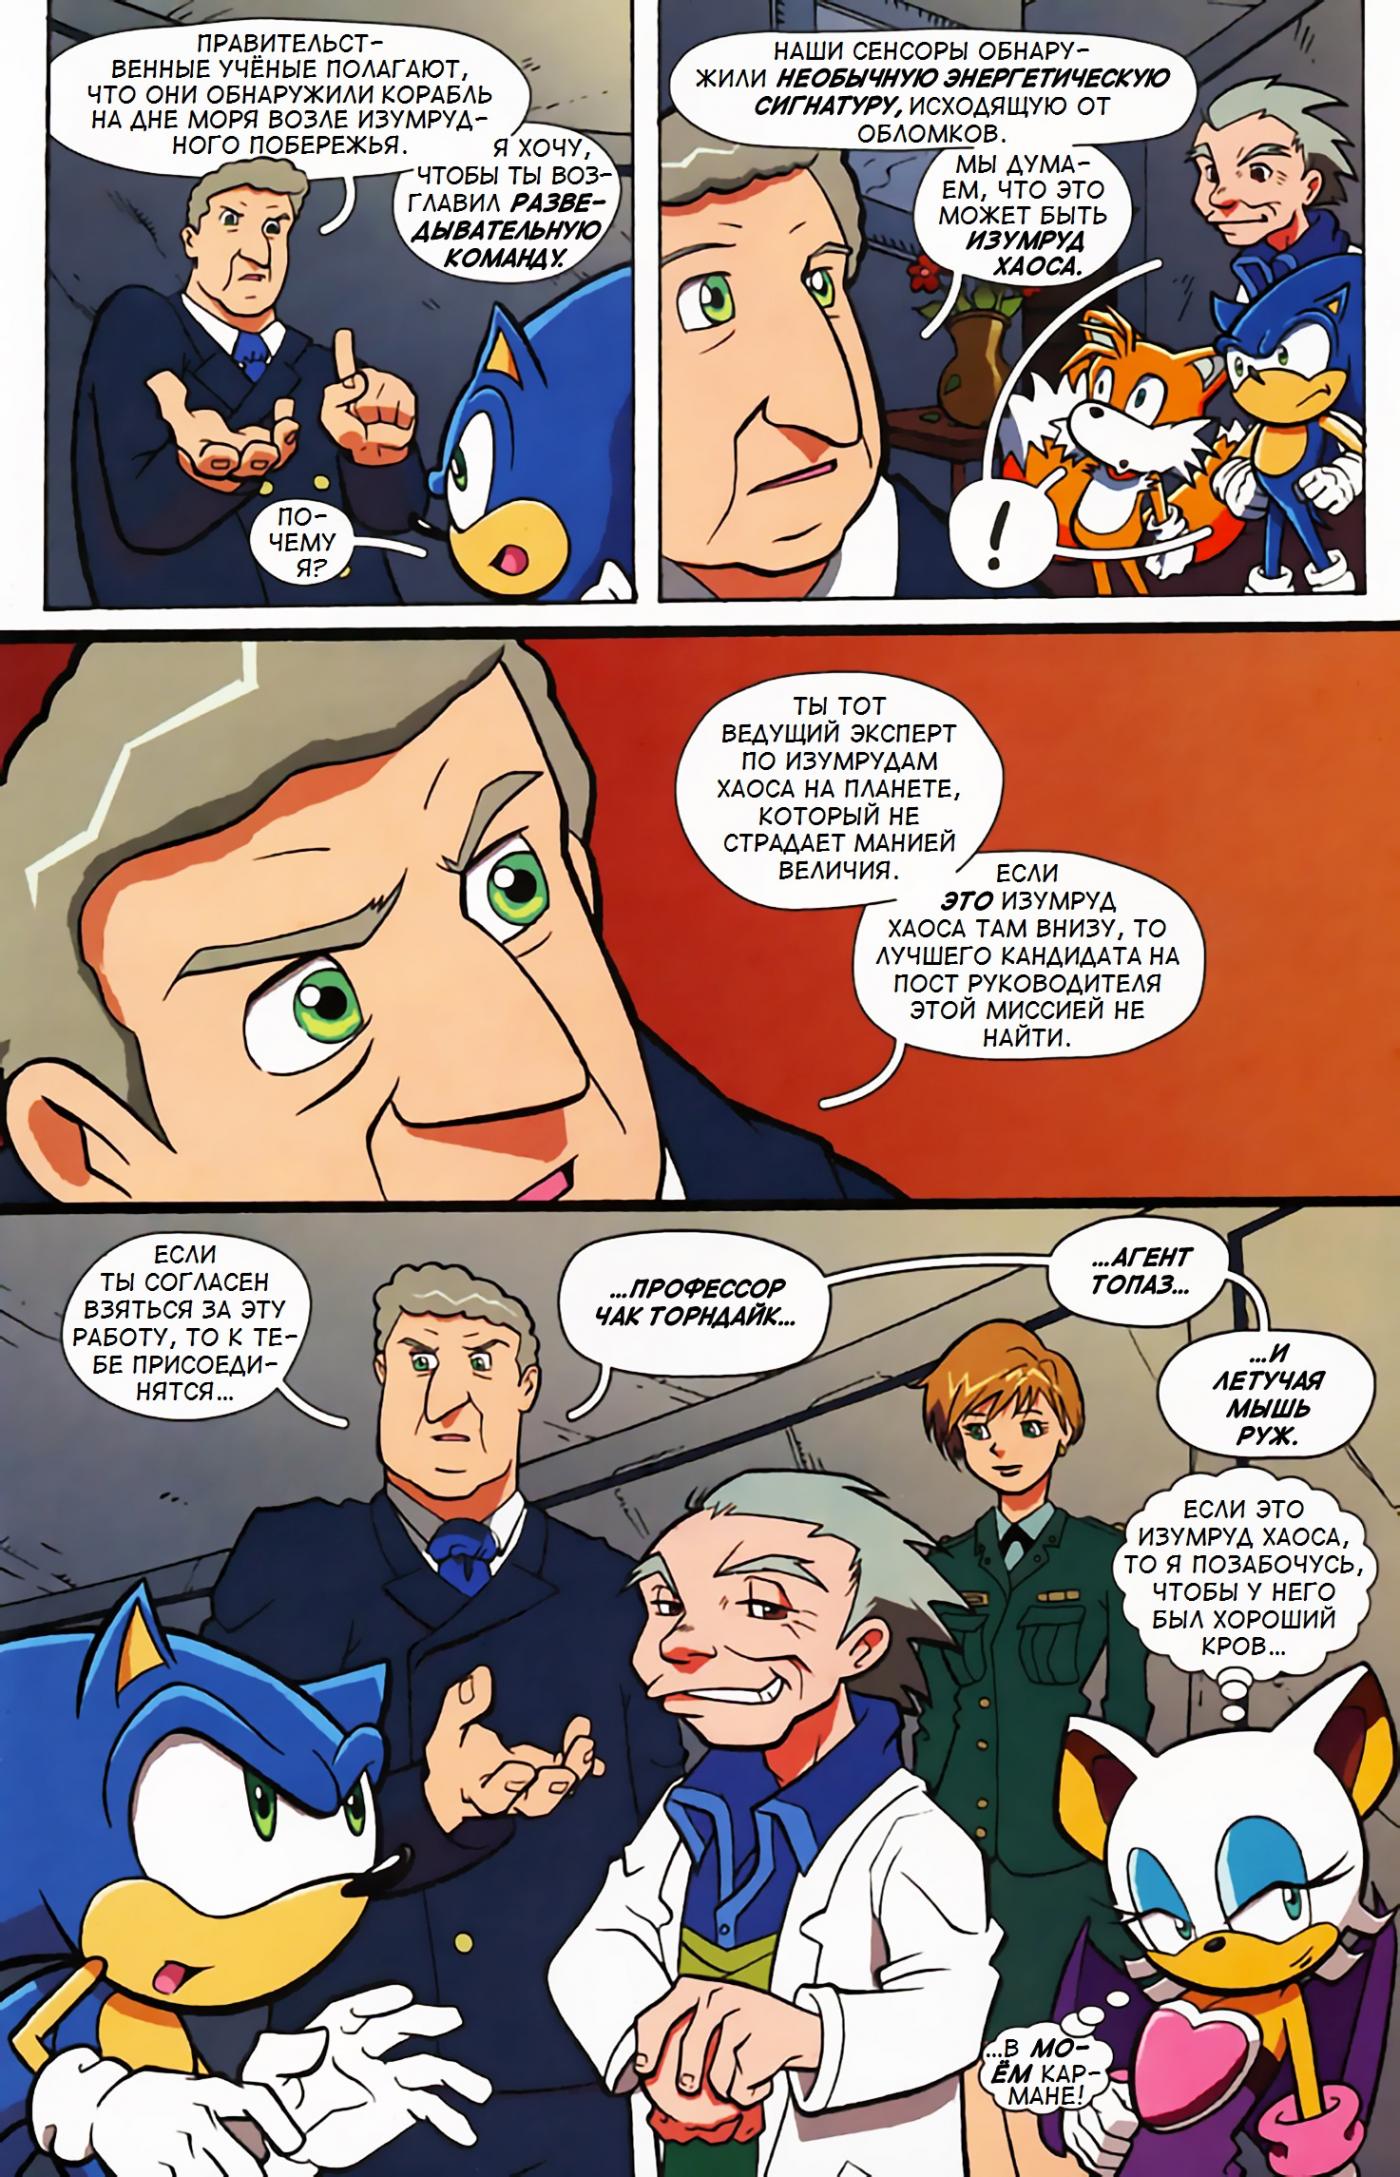 ПРАВИТЕЛЬСТ-
ВЕННЫЕ УЧЁНЫЕ ПОЛАГАЮТ,
ЧТО ОНИ ОБНАРУЖИЛИ КОРАБЛЬ
НА ДНЕ МОРЯ ВОЗЛЕ ИЗУМРУД-
НОГО ПОБЕРЕЖЬЯ.
Я ХОЧУ,
ЧТОБЫ ТЫ ВОЗ-
ГЛАВИЛ РАЗВЕ-
ДЫВАТЕЛЬНУЮ
КОМАНДУ.
ПО-
ЧЕМУ
Я?
НАШИ СЕНСОРЫ ОБНАРУ-
ЖИЛИ НЕОБЫЧНУЮ ЭНЕРГЕТИЧЕСКУЮ
СИГНАТУРУ, ИСХОДЯЩУЮ ОТ
ОБЛОМКОВ.
МЫ ДУМА-
ЕМ, ЧТО ЭТО
МОЖЕТ БЫТЬ
ИЗУМРУД
ХАОСА.
!
ТЫ ТОТ
ВЕДУЩИЙ ЭКСПЕРТ
ПО ИЗУМРУДАМ
ХАОСА НА ПЛАНЕТЕ,
КОТОРЫЙ НЕ
СТРАДАЕТ МАНИЕЙ
ВЕЛИЧИЯ.
ЕСЛИ
ЭТО ИЗУМРУД
ХАОСА ТАМ ВНИЗУ, ТО
ЛУЧШЕГО КАНДИДАТА НА
ПОСТ РУКОВОДИТЕЛЯ
ЭТОЙ МИССИЕЙ НЕ
НАЙТИ.
ЕСЛИ
ТЫ СОГЛАСЕН
ВЗЯТЬСЯ ЗА ЭТУ
РАБОТУ, ТО К ТЕ-
БЕ ПРИСОЕДИ-
НЯТСЯ...
...ПРОФЕССОР
ЧАК ТОРНДАЙК...
...АГЕНТ
ТОПАЗ...
...И
ЛЕТУЧАЯ
МЫШЬ
РУЖ.
ЕСЛИ ЭТО
ИЗУМРУД ХАОСА,
ТО Я ПОЗАБОЧУСЬ,
ЧТОБЫ У НЕГО
БЫЛ ХОРОШИЙ
КРОВ...
...В МО-
ЁМ КАР-
МАНЕ!